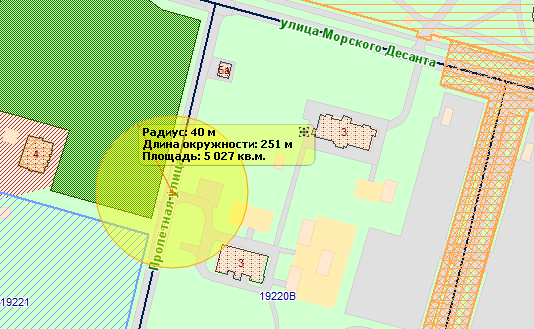 улица Морского Десанта
5а
Радиус: 40 м
Длина окружности: 251 м
Площадь: 5 027 кв.м.
3
4
Пролетная улица
3
19220В
19221